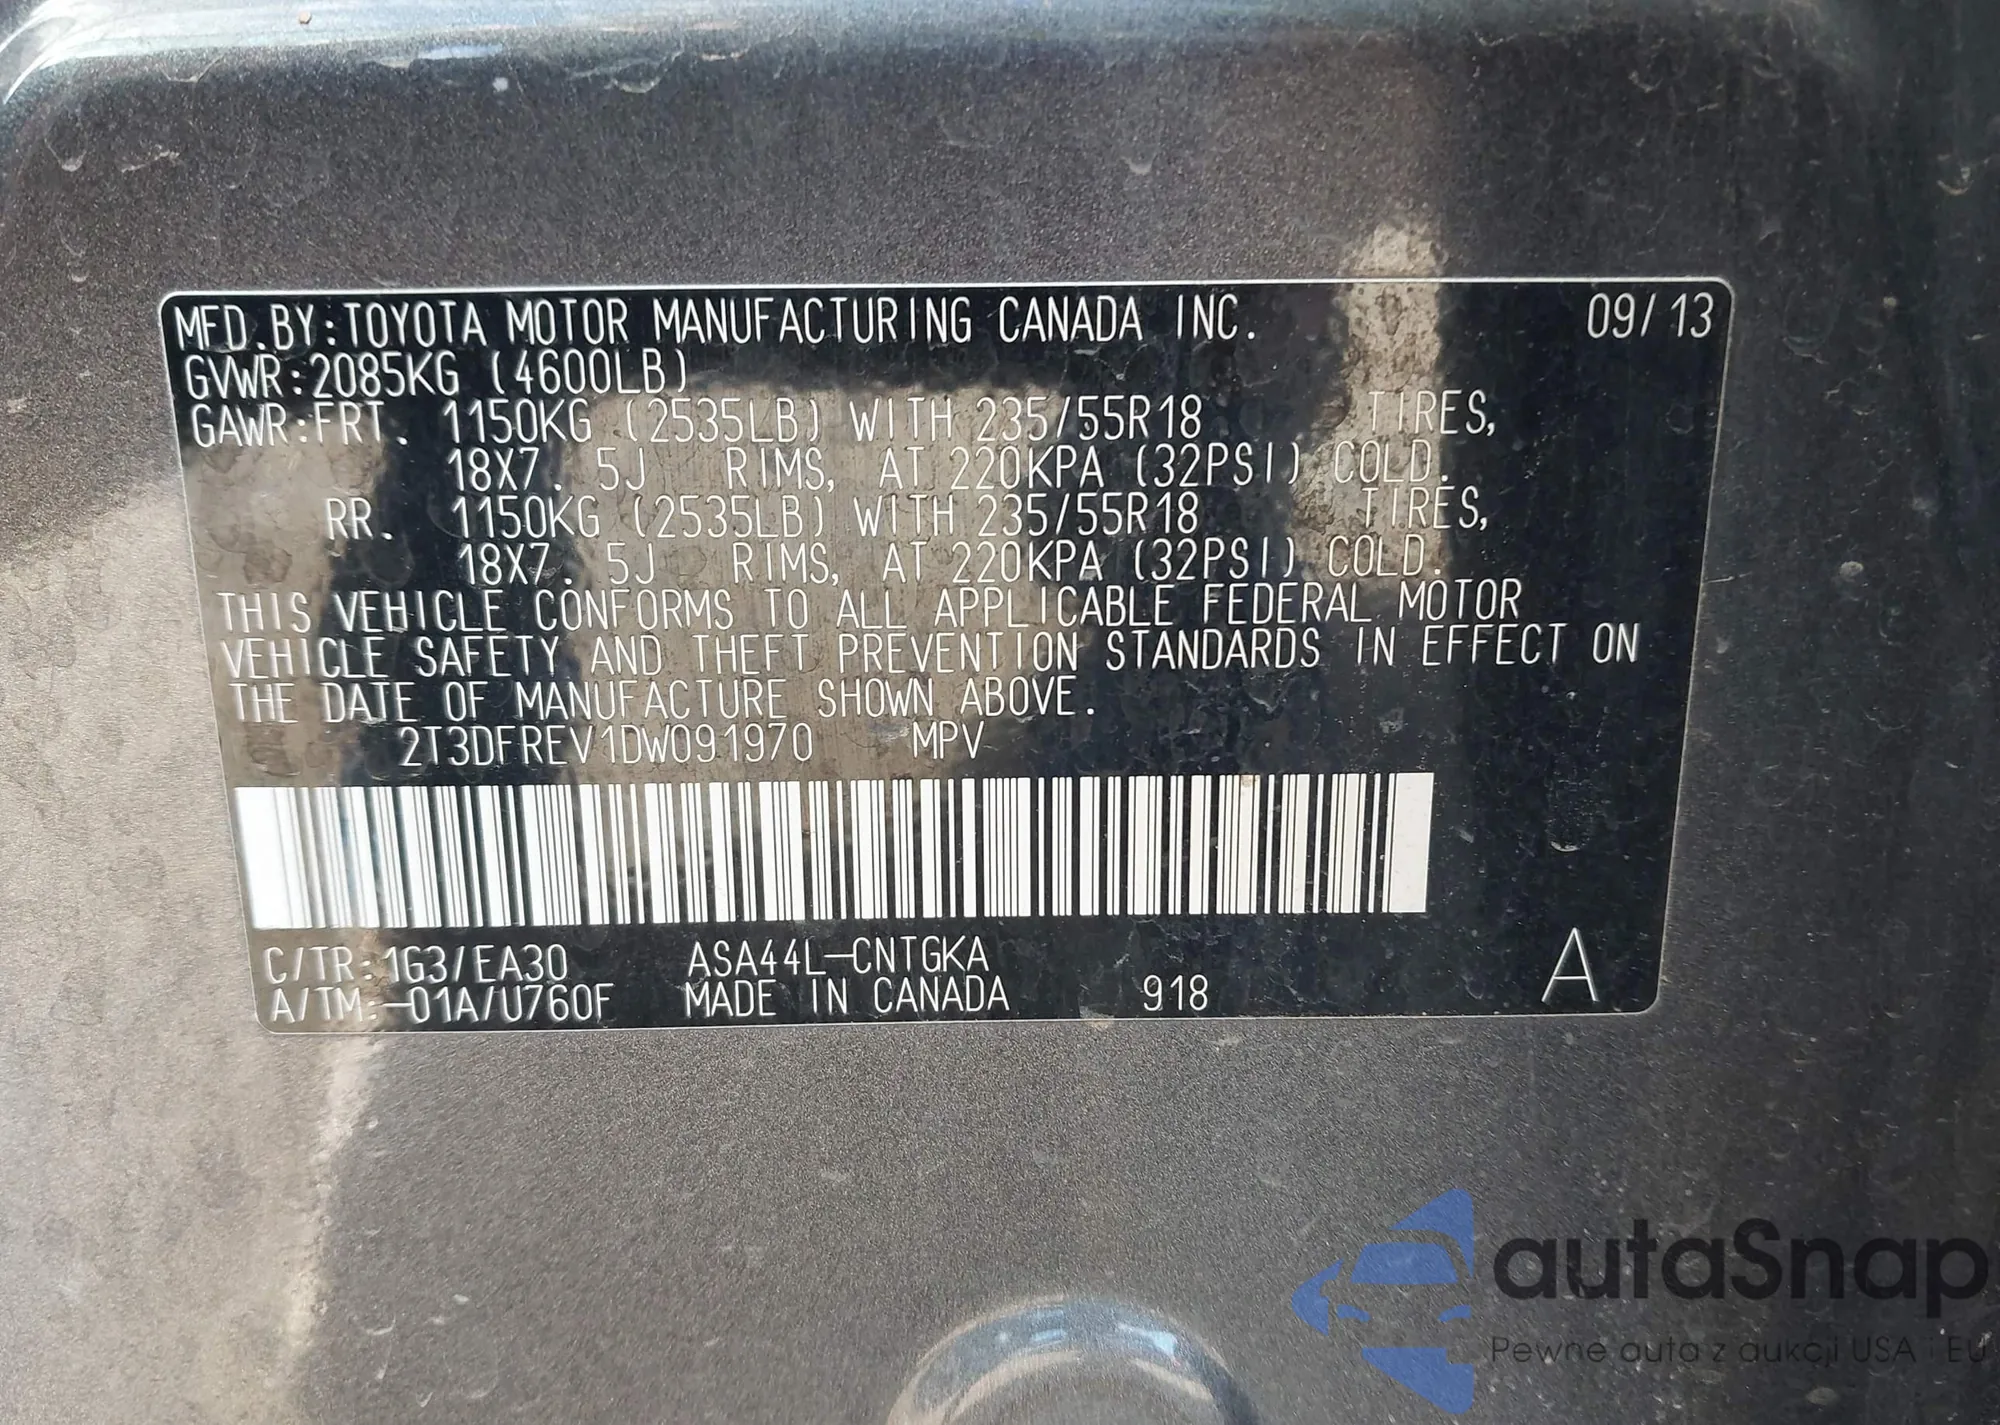 MFD.BY:TOYOTA MOTOR MANUFACTURING CANADA INC. 09/13
GVWR:2085KG (4600LB)
GAWR:FRT. 1150KG (2535LB) WITH 235/55R18 TIRES,
18X7.5J RIMS, AT 220KPA (32PSI) COLD.
RR. 1150KG (2535LB) WITH 235/55R18 TIRES,
18X7.5J RIMS, AT 220KPA (32PSI) COLD.
THIS VEHICLE CONFORMS TO ALL APPLICABLE FEDERAL MOTOR
VEHICLE SAFETY AND THEFT PREVENTION STANDARDS IN EFFECT ON
THE DATE OF MANUFACTURE SHOWN ABOVE.
2T3DFREV1DW091970 MPV
C/TR:1G3/EA30 ASA44L-CNTGKA
A/TM:-01A/U760F MADE IN CANADA 918 A
autaSnap
Pewne auta z aukcji USA i EU